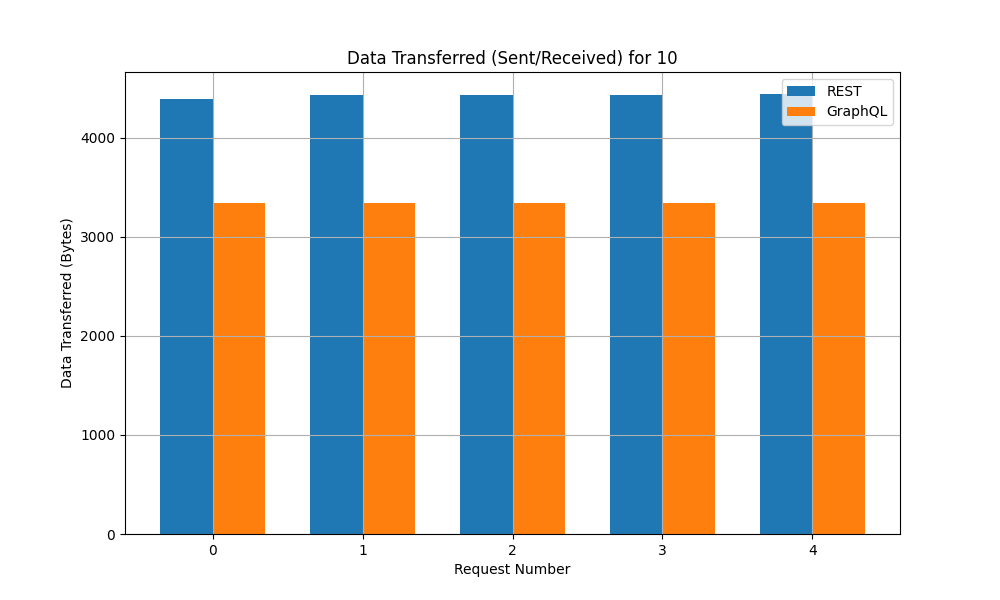 Data Transferred (Sent/Received) for 10
REST
GraphQL
Data Transferred (Bytes)
4000
3000
2000
1000
0
0 1 2 3 4
Request Number